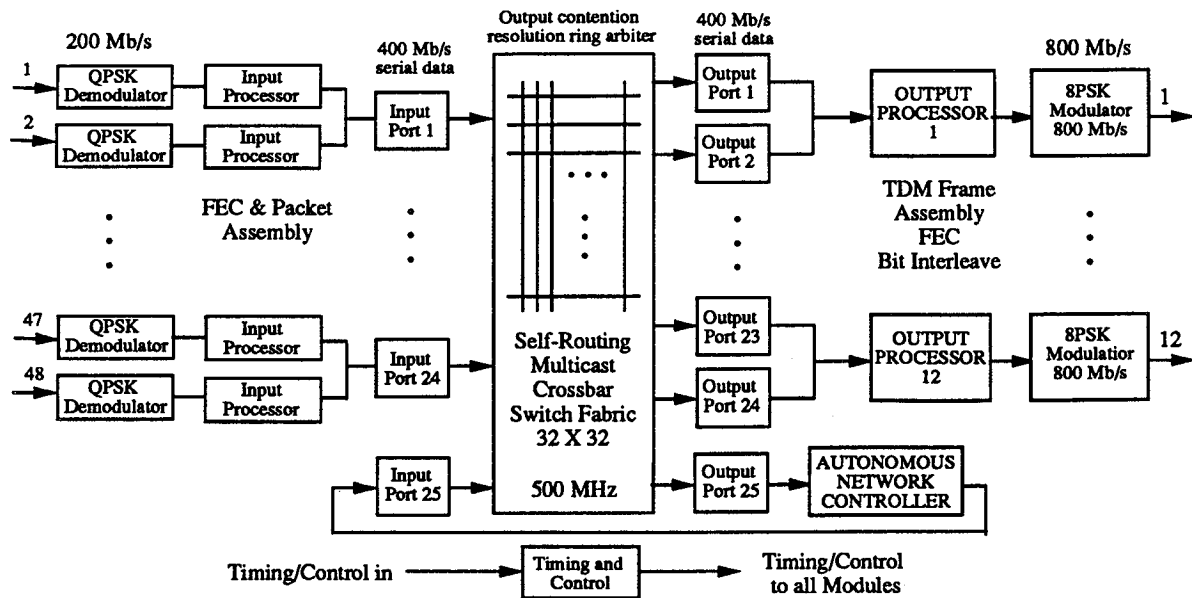 Output contention
resolution ring arbiter
200 Mb/s
400 Mb/s
serial data
400 Mb/s
serial data
800 Mb/s
1
QPSK
Demodulator
Input
Processor
2
QPSK
Demodulator
Input
Processor
Input
Port 1
Output
Port 1
Output
Port 2
OUTPUT
PROCESSOR
1
8PSK
Modulator
800 Mb/s
1
FEC & Packet
Assembly
TDM Frame
Assembly
FEC
Bit Interleave
47
QPSK
Demodulator
Input
Processor
48
QPSK
Demodulator
Input
Processor
Input
Port 24
Self-Routing
Multicast
Crossbar
Switch Fabric
32 X 32
500 MHz
Output
Port 23
Output
Port 24
OUTPUT
PROCESSOR
12
8PSK
Modulatior
800 Mb/s
12
Input
Port 25
Output
Port 25
AUTONOMOUS
NETWORK
CONTROLLER
Timing/Control in
Timing and
Control
Timing/Control
to all Modules